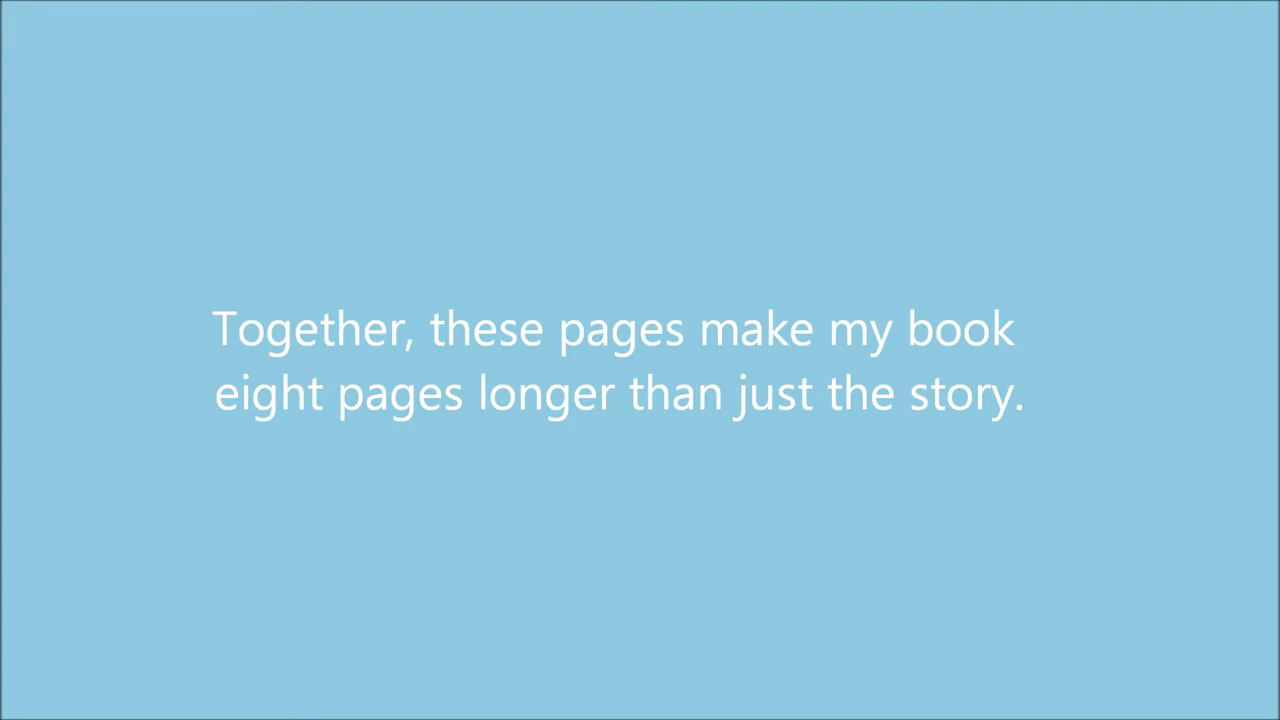 Together, these pages make my book
eight pages longer than just the story.